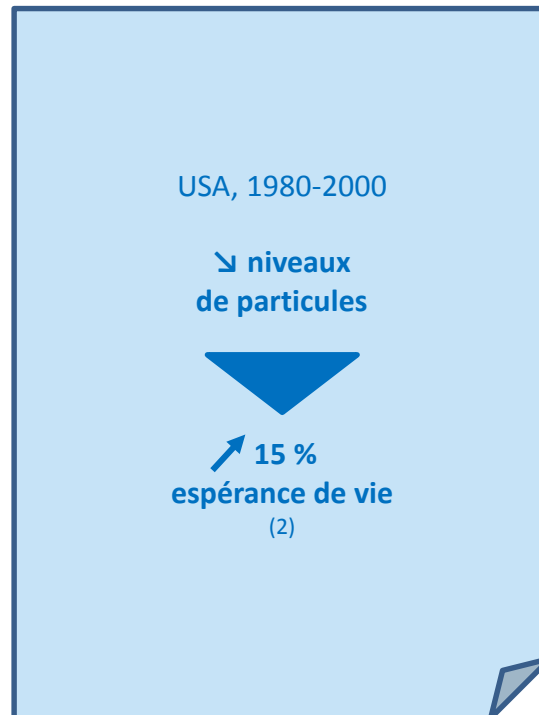 USA, 1980-2000
↘ niveaux
de particules
↗ 15 %
espérance de vie
(2)